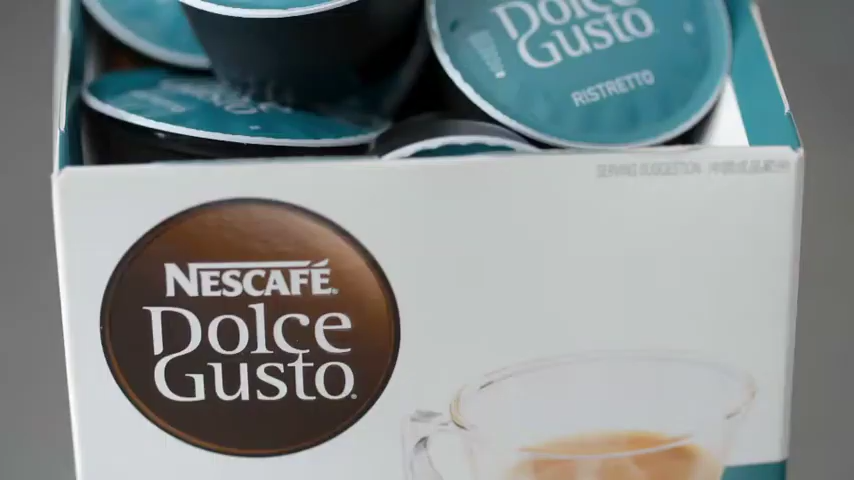 Dolce
Gusto
RISTRETTO
SERVING SUGGESTION
NESCAFÉ
Dolce
Gusto